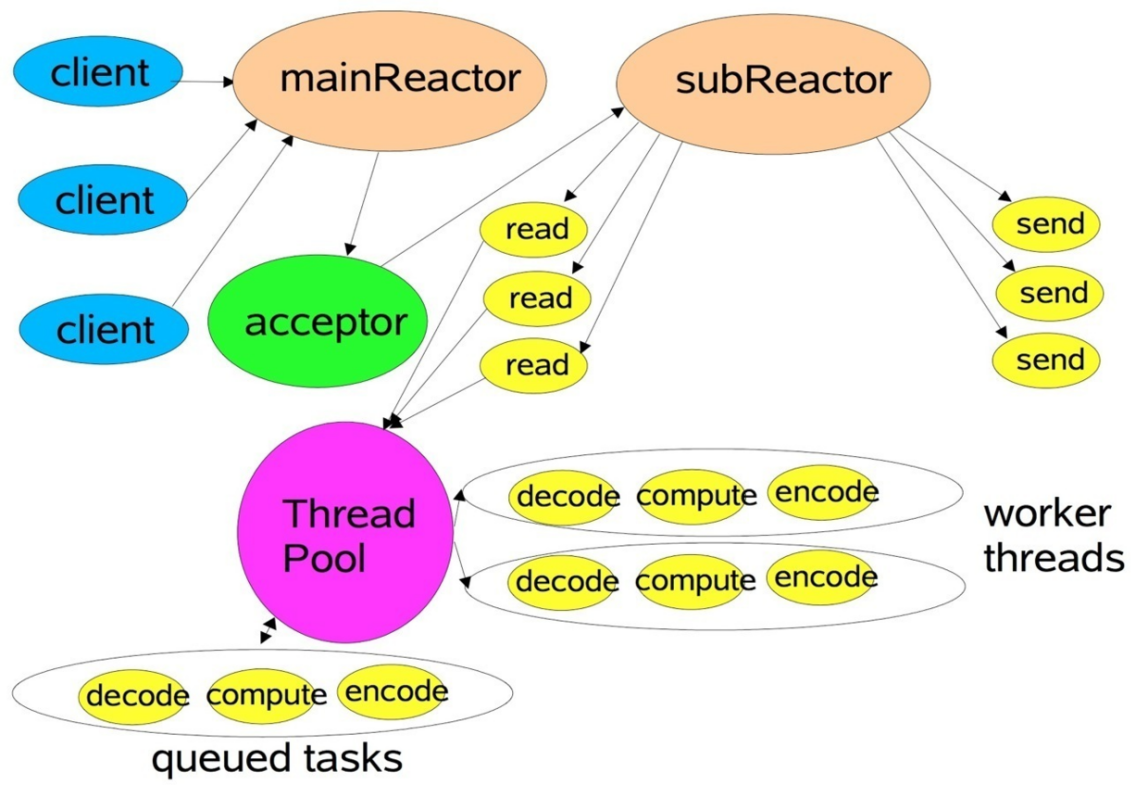 client
mainReactor
subReactor
client
read
send
client
acceptor
read
send
read
send
Thread
Pool
decode compute encode
decode compute encode
worker
threads
decode compute encode
queued tasks